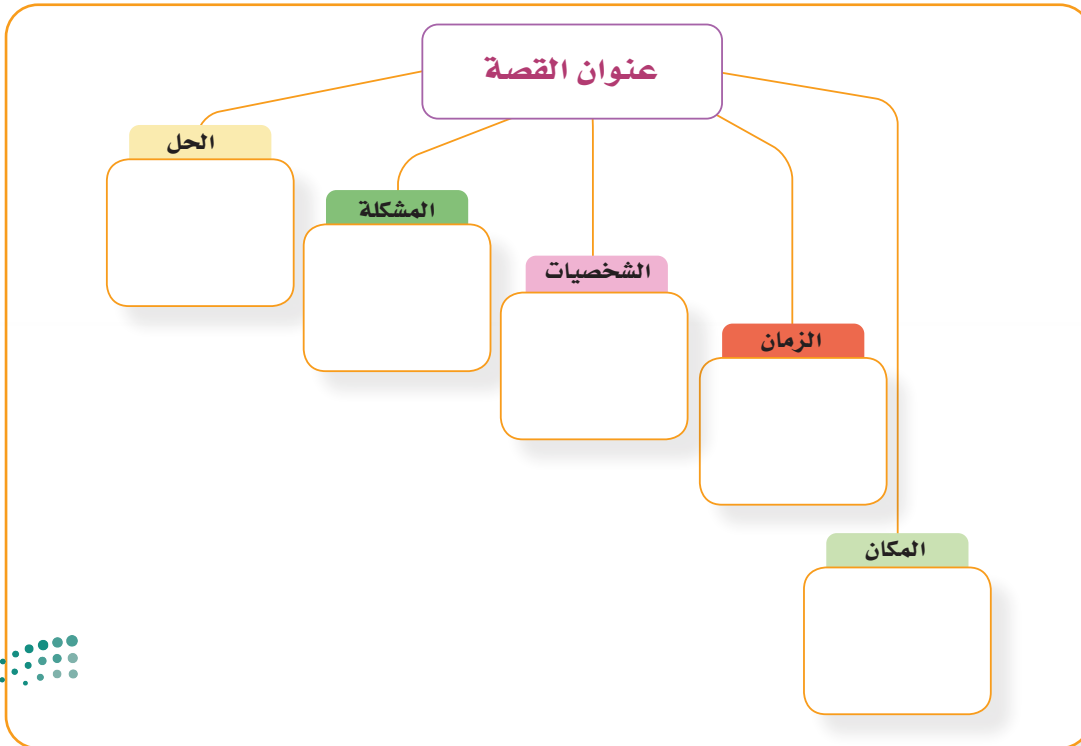 عنوان القصة
الحل
المشكلة
الشخصيات
الزمان
المكان